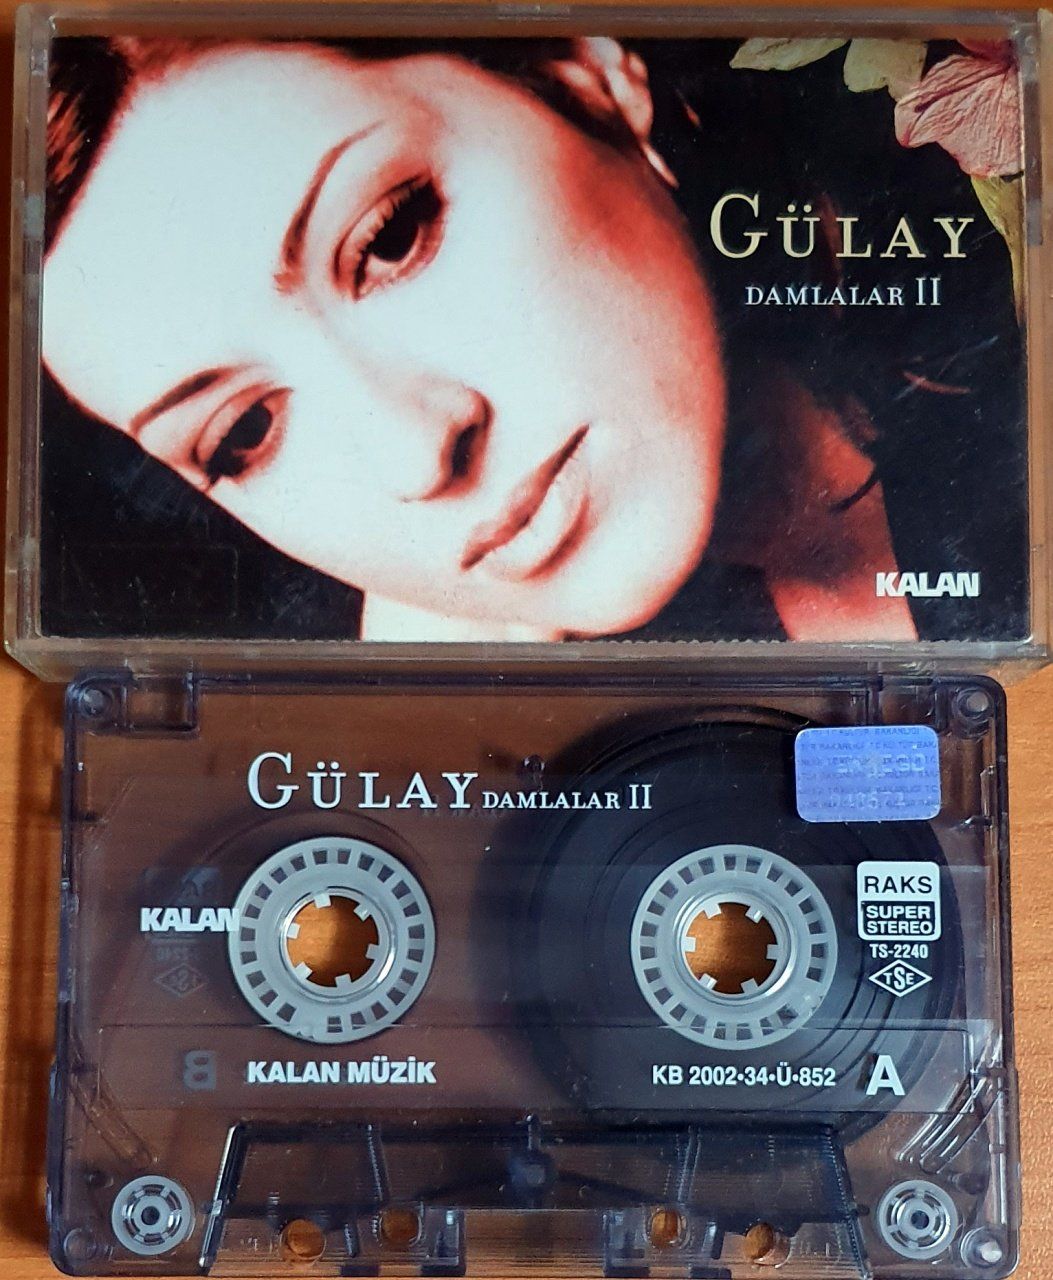 GÜLAY
DAMLALAR II
KALAN
GÜLAY DAMLALAR II
KALAN
RAKS
SUPER
STEREO
TS-2240
TSE
B
KALAN MÜZİK
KB 2002•34•Ü•852
A